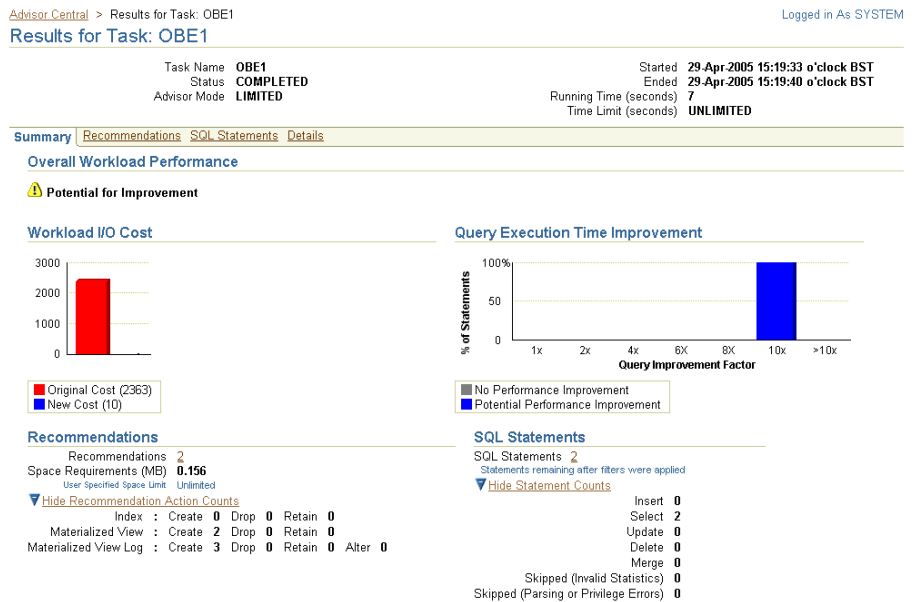 Advisor Central > Results for Task: OBE1
Logged in As SYSTEM
Results for Task: OBE1
Task Name OBE1
Status COMPLETED
Advisor Mode LIMITED
Started 29-Apr-2005 15:19:33 o'clock BST
Ended 29-Apr-2005 15:19:40 o'clock BST
Running Time (seconds) 7
Time Limit (seconds) UNLIMITED
Summary Recommendations SQL Statements Details
Overall Workload Performance
Potential for Improvement
Workload I/O Cost
3000
2000
1000
0
Original Cost (2363)
New Cost (10)
Query Execution Time Improvement
% of Statements
100%
50
0
1x 2x 4x 6X 8X 10x >10x
Query Improvement Factor
No Performance Improvement
Potential Performance Improvement
Recommendations
Recommendations 2
Space Requirements (MB) 0.156
User Specified Space Limit Unlimited
Hide Recommendation Action Counts
Index : Create 0 Drop 0 Retain 0
Materialized View : Create 2 Drop 0 Retain 0
Materialized View Log : Create 3 Drop 0 Retain 0 Alter 0
SQL Statements
SQL Statements 2
Statements remaining after filters were applied
Hide Statement Counts
Insert 0
Select 2
Update 0
Delete 0
Merge 0
Skipped (Invalid Statistics) 0
Skipped (Parsing or Privilege Errors) 0